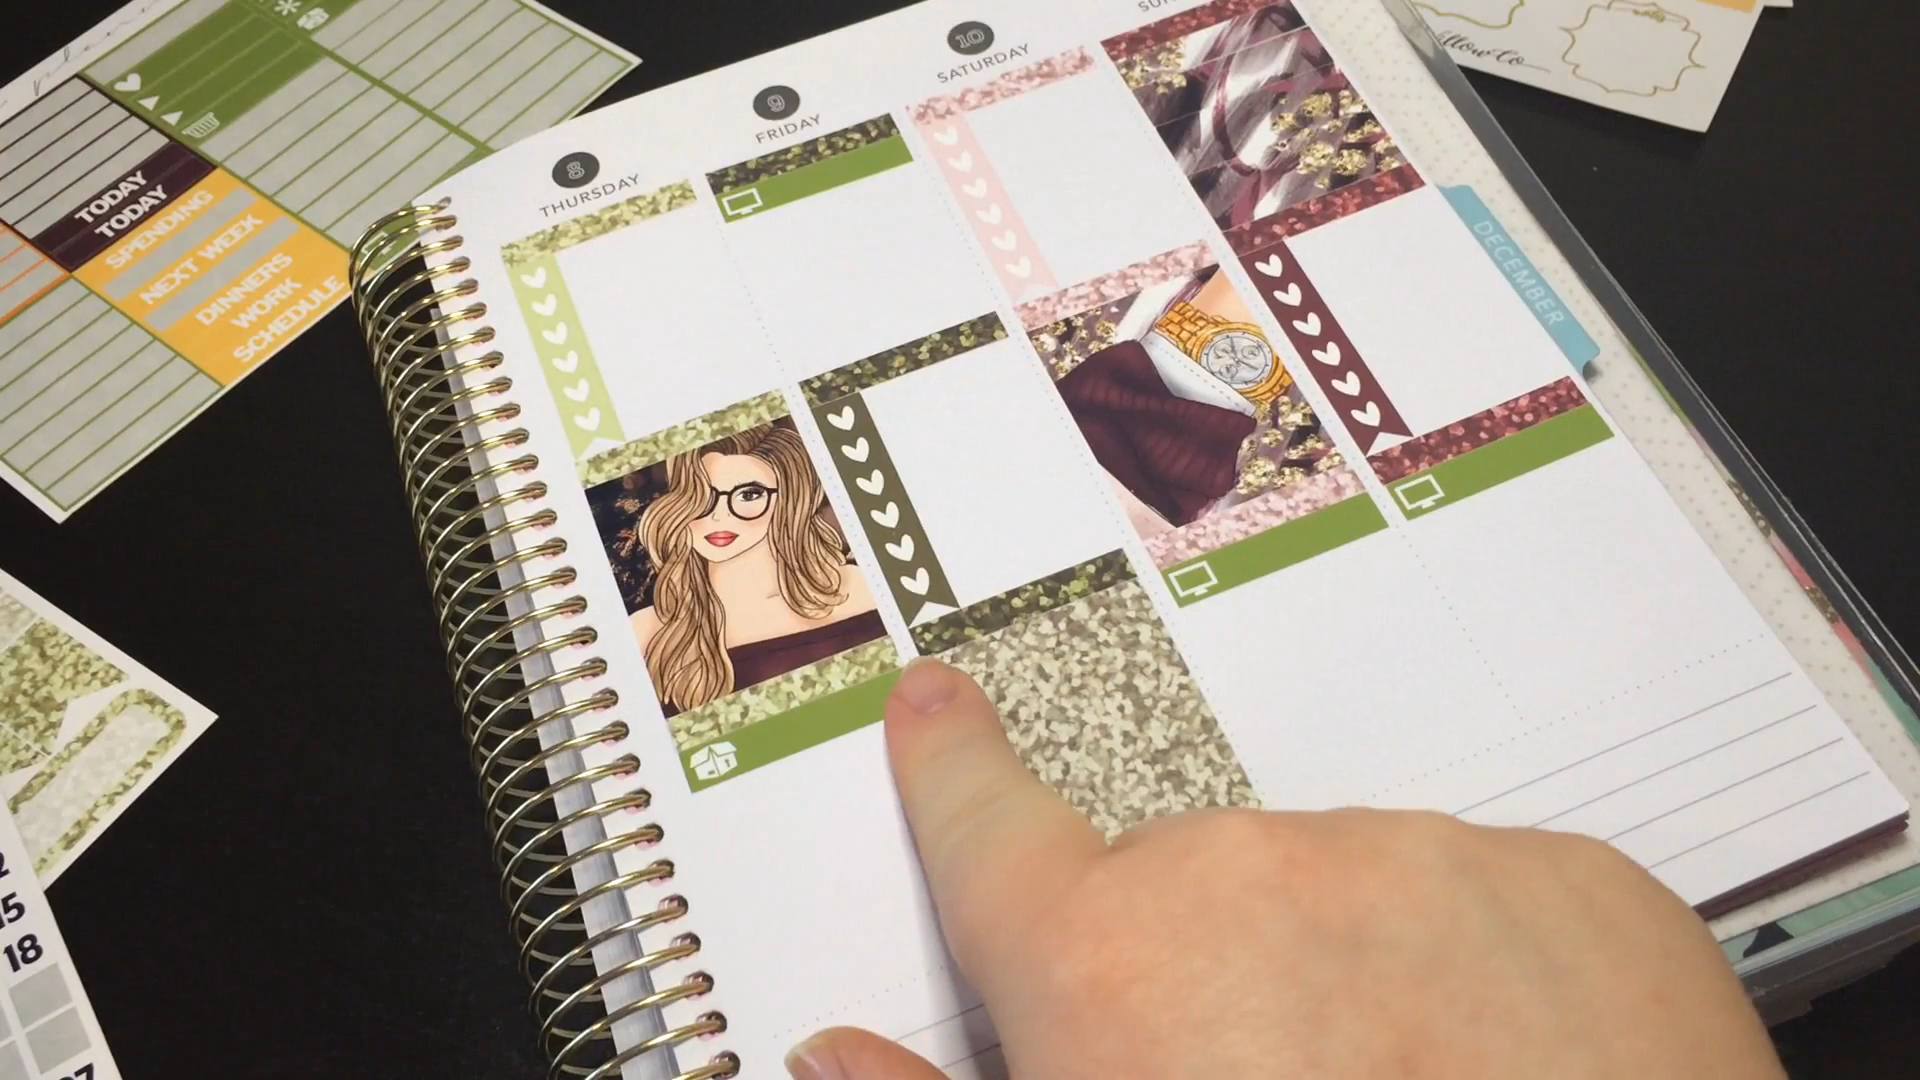 8
THURSDAY
9
FRIDAY
10
SATURDAY
DECEMBER
TODAY
TODAY
SPENDING
NEXT WEEK
DINNERS
WORK
SCHEDULE
15
18